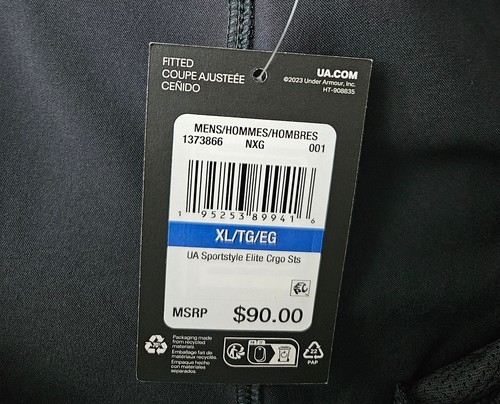 FITTED
COUPE AJUSTEÉE
CEÑIDO
UA.COM
©2023 Under Armour, Inc.
HT-908835
MENS/HOMMES/HOMBRES
1373866 NXG 001
1 95253 89941 6
XL/TG/EG
UA Sportstyle Elite Crgo Sts
MSRP $90.00
Packaging made
from recycled
materials.
Emballage fait de
matériaux recyclés.
Empaque hecho
con materiales
separados.
22
PAP